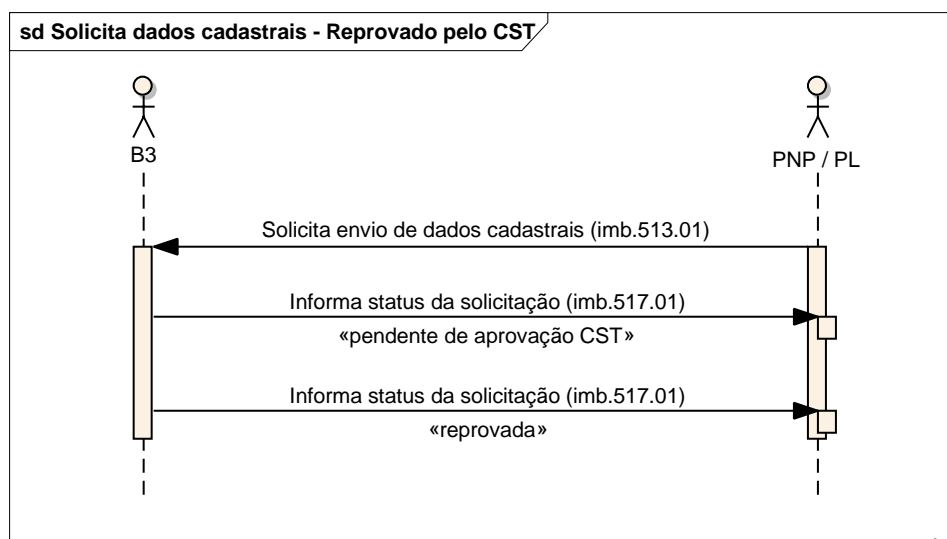 sd Solicita dados cadastrais - Reprovado pelo CST
B3
PNP / PL
Solicita envio de dados cadastrais (imb.513.01)
Informa status da solicitação (imb.517.01)
«pendente de aprovação CST»
Informa status da solicitação (imb.517.01)
«reprovada»